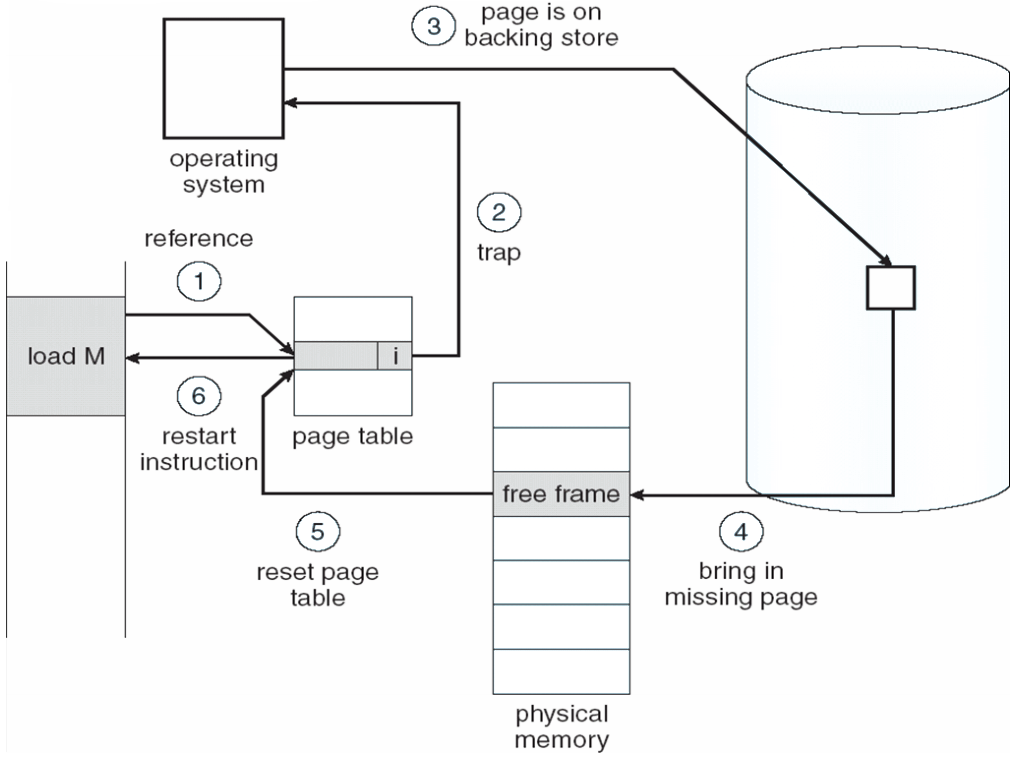 3
page is on
backing store
operating
system
2
trap
reference
1
load M
i
6
restart
instruction
page table
free frame
5
reset page
table
4
bring in
missing page
physical
memory